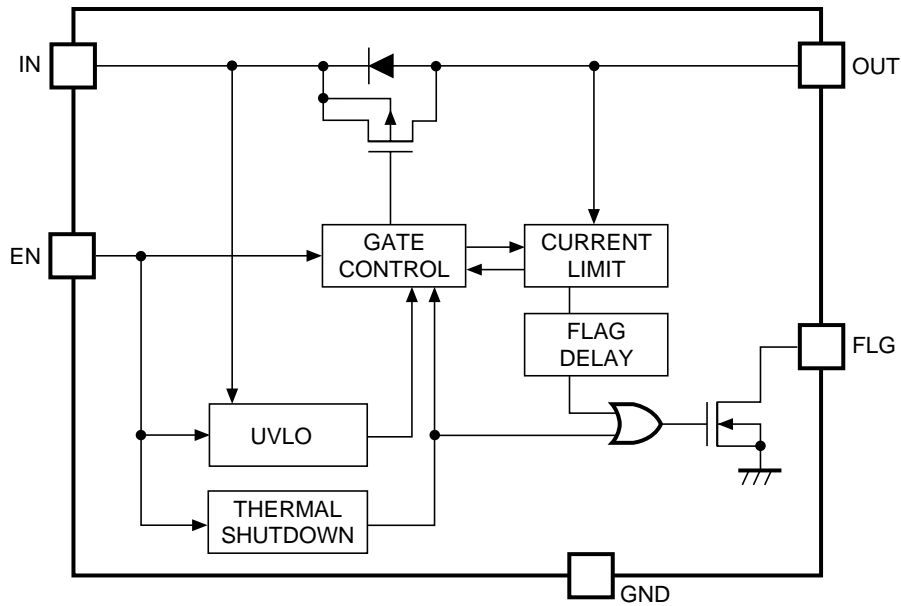 IN
OUT
EN
GATE
CONTROL
CURRENT
LIMIT
FLAG
DELAY
FLG
UVLO
THERMAL
SHUTDOWN
GND